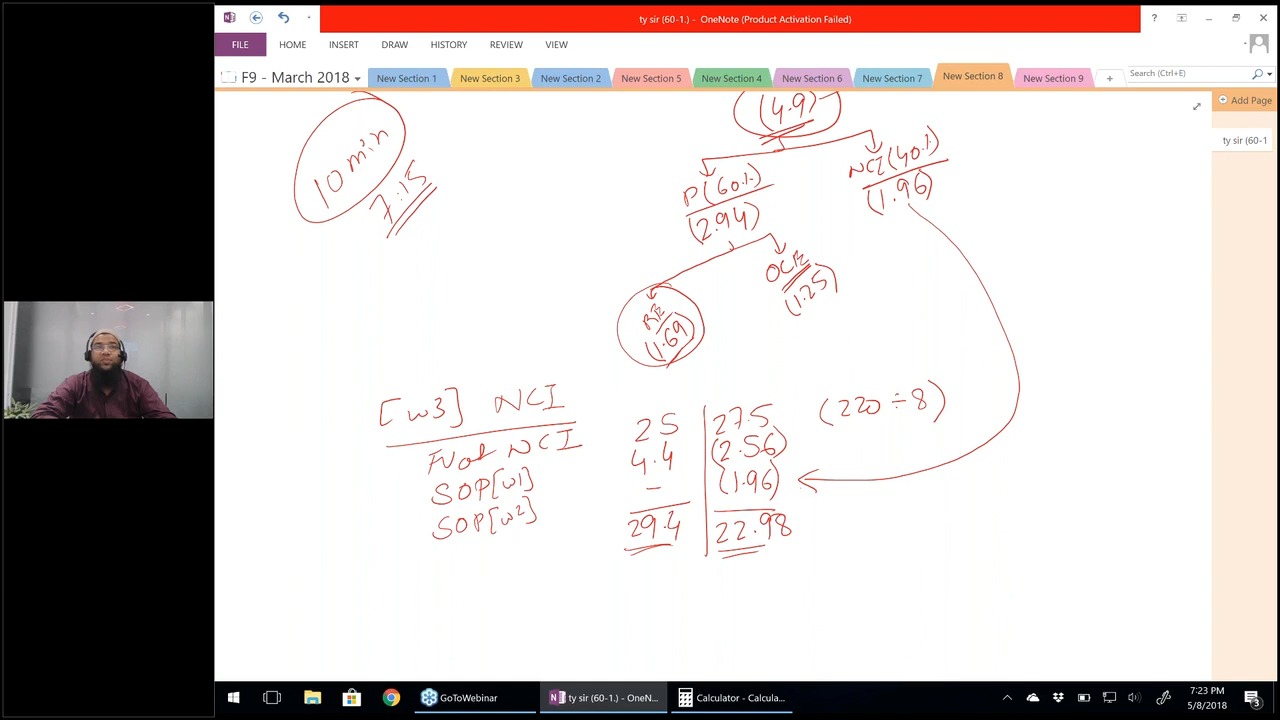 ty sir (60-1.) - OneNote (Product Activation Failed)
FILE HOME INSERT DRAW HISTORY REVIEW VIEW
F9 - March 2018 New Section 1 New Section 3 New Section 2 New Section 5 New Section 4 New Section 6 New Section 7 New Section 8 New Section 9 + Search (Ctrl+E)
Add Page
ty sir (60-1
10 min
7:15
(4.9)
P (60%)
(2.94)
NCI (40%)
(1.96)
RE
(1.69)
OCE
(1.25)
[w3] NCI
FV of NCI 25 27.5 (220 ÷ 8)
SOP[w1] 4.4 (2.56)
SOP[w2] - (1.96)
29.4 22.98
GoToWebinar ty sir (60-1.) - OneN... Calculator - Calcula...
7:23 PM
5/8/2018
3